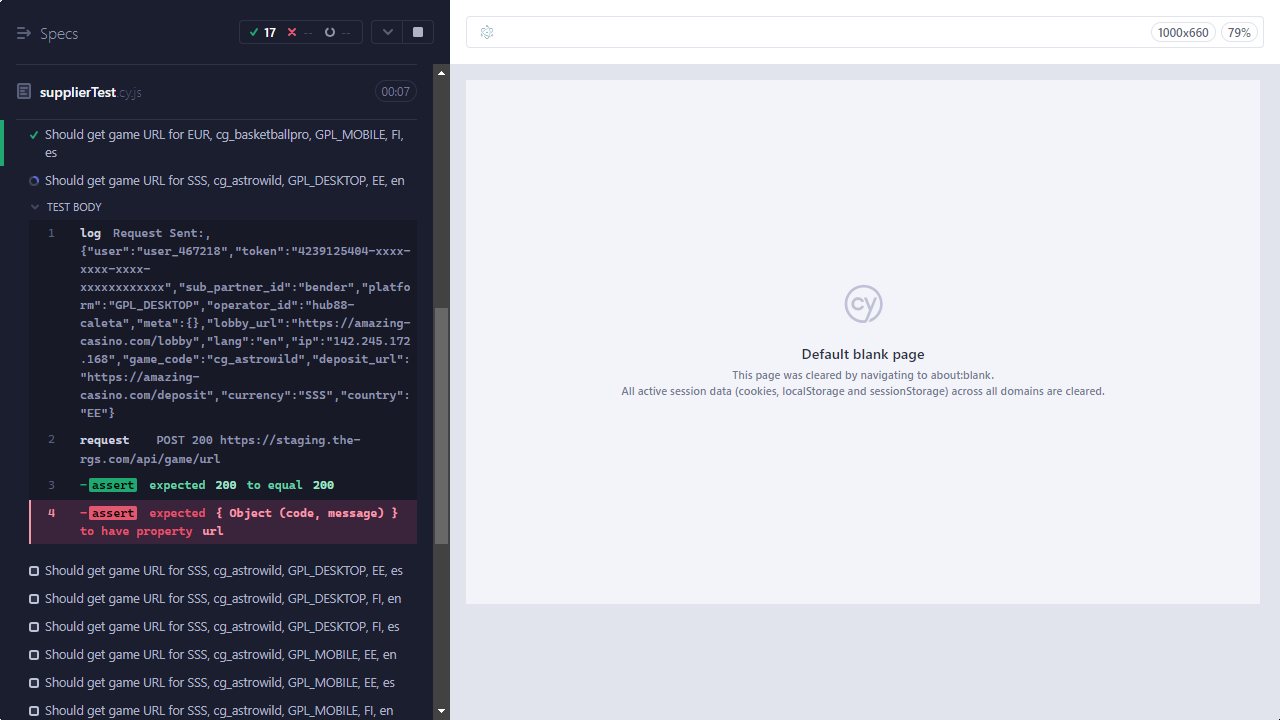 Specs
17
--
--
1000x660
79%
supplierTest.cy.js
00:07
Should get game URL for EUR, cg_basketballpro, GPL_MOBILE, FI,
es
Should get game URL for SSS, cg_astrowild, GPL_DESKTOP, EE, en
TEST BODY
1 log Request Sent:,
{"user":"user_467218","token":"4239125404-xxxx-
xxxx-xxxx-
xxxxxxxxxxxx","sub_partner_id":"bender","platfo
rm":"GPL_DESKTOP","operator_id":"hub88-
caleta","meta":{},"lobby_url":"https://amazing-
casino.com/lobby","lang":"en","ip":"142.245.172
.168","game_code":"cg_astrowild","deposit_url":
"https://amazing-
casino.com/deposit","currency":"SSS","country":
"EE"}
2 request POST 200 https://staging.the-
rgs.com/api/game/url
3 -assert expected 200 to equal 200
4 -assert expected { Object (code, message) }
to have property url
Should get game URL for SSS, cg_astrowild, GPL_DESKTOP, EE, es
Should get game URL for SSS, cg_astrowild, GPL_DESKTOP, FI, en
Should get game URL for SSS, cg_astrowild, GPL_DESKTOP, FI, es
Should get game URL for SSS, cg_astrowild, GPL_MOBILE, EE, en
Should get game URL for SSS, cg_astrowild, GPL_MOBILE, EE, es
Should get game URL for SSS, cg_astrowild, GPL_MOBILE, FI, en
cy
Default blank page
This page was cleared by navigating to about:blank.
All active session data (cookies, localStorage and sessionStorage) across all domains are cleared.